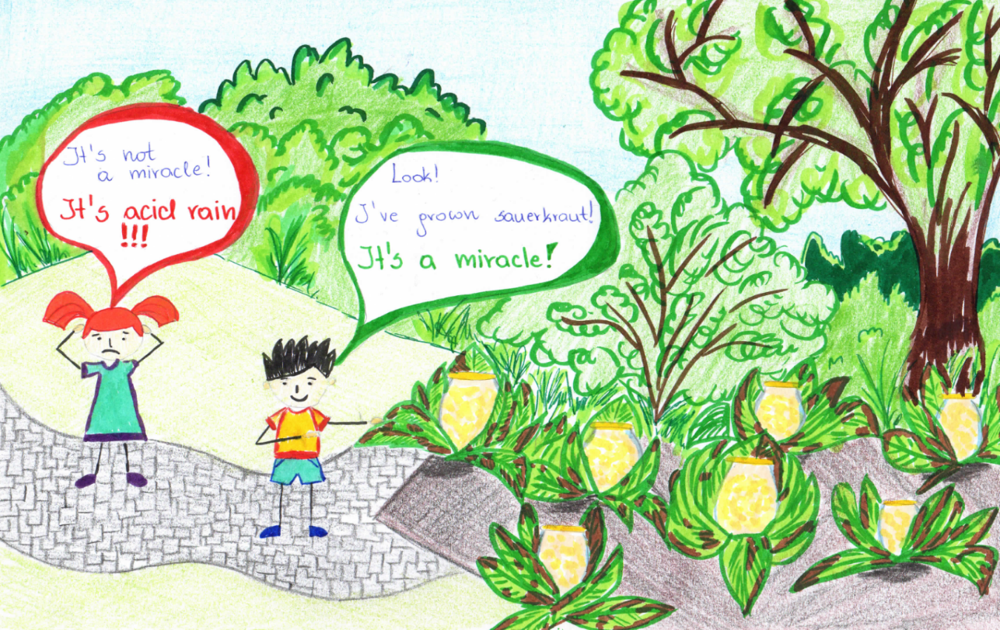 It's not
a miracle!
It's acid rain
!!!
Look!
I've grown sauerkraut!
It's a miracle!